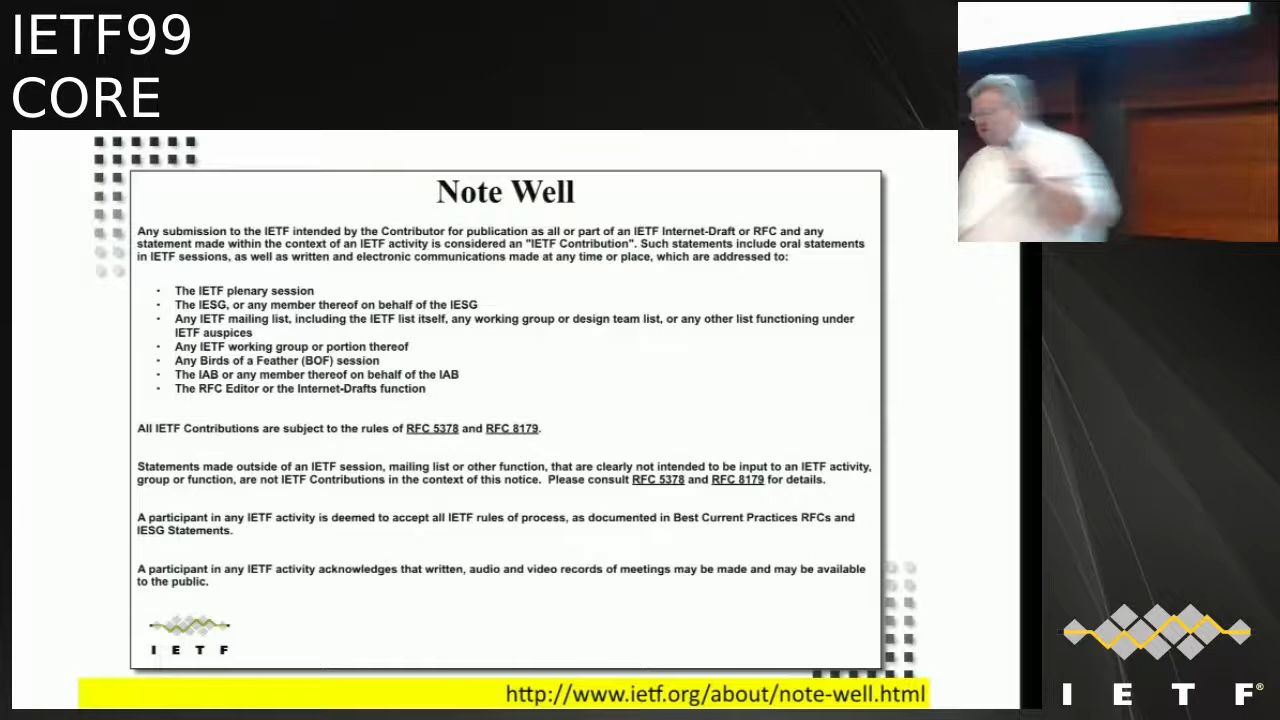 IETF99
CORE
Note Well
Any submission to the IETF intended by the Contributor for publication as all or part of an IETF Internet-Draft or RFC and any
statement made within the context of an IETF activity is considered an "IETF Contribution". Such statements include oral statements
in IETF sessions, as well as written and electronic communications made at any time or place, which are addressed to:
· The IETF plenary session
· The IESG, or any member thereof on behalf of the IESG
· Any IETF mailing list, including the IETF list itself, any working group or design team list, or any other list functioning under
IETF auspices
· Any IETF working group or portion thereof
· Any Birds of a Feather (BOF) session
· The IAB or any member thereof on behalf of the IAB
· The RFC Editor or the Internet-Drafts function
All IETF Contributions are subject to the rules of RFC 5378 and RFC 8179.
Statements made outside of an IETF session, mailing list or other function, that are clearly not intended to be input to an IETF activity,
group or function, are not IETF Contributions in the context of this notice. Please consult RFC 5378 and RFC 8179 for details.
A participant in any IETF activity is deemed to accept all IETF rules of process, as documented in Best Current Practices RFCs and
IESG Statements.
A participant in any IETF activity acknowledges that written, audio and video records of meetings may be made and may be available
to the public.
I E T F
http://www.ietf.org/about/note-well.html
I E T F®